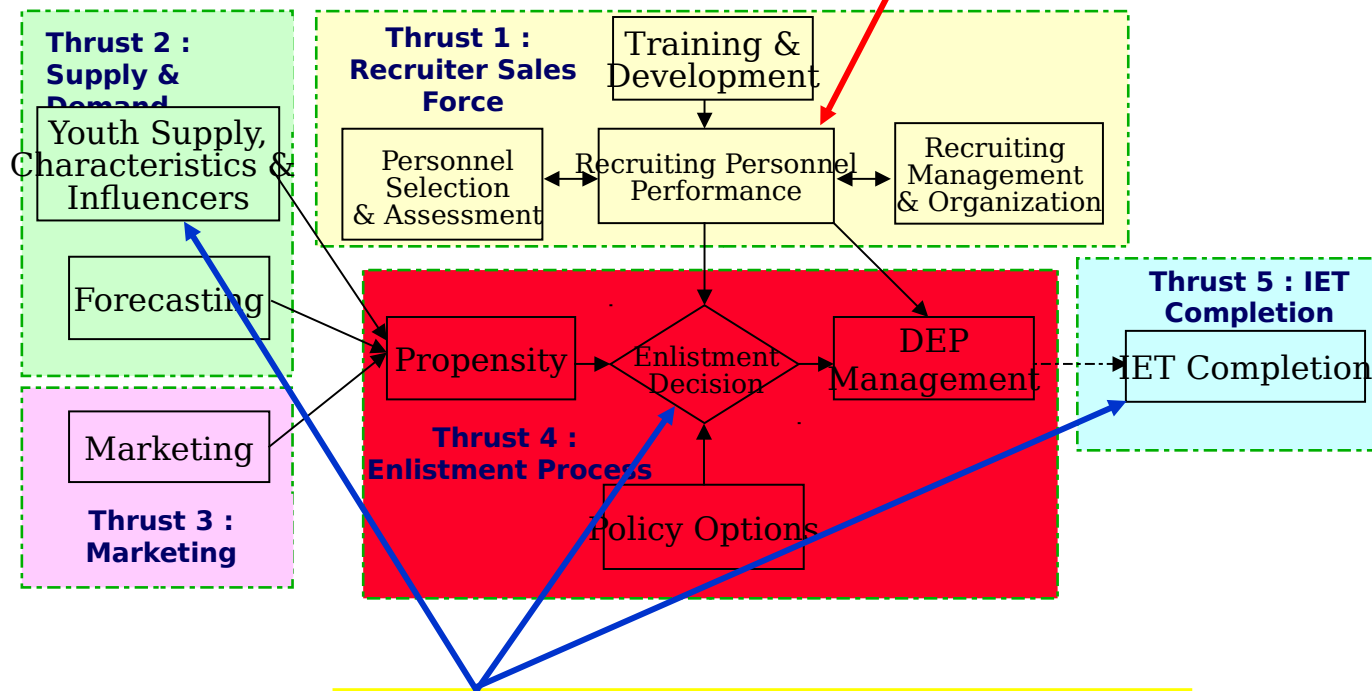 Thrust 2 :
Supply &
Demand
Youth Supply,
Characteristics &
Influencers
Forecasting
Marketing
Thrust 3 :
Marketing
Thrust 1 :
Recruiter Sales
Force
Training &
Development
Personnel
Selection
& Assessment
Recruiting Personnel
Performance
Recruiting
Management
& Organization
Propensity
Enlistment
Decision
DEP
Management
Thrust 4 :
Enlistment Process
Policy Options
Thrust 5 : IET
Completion
IET Completion